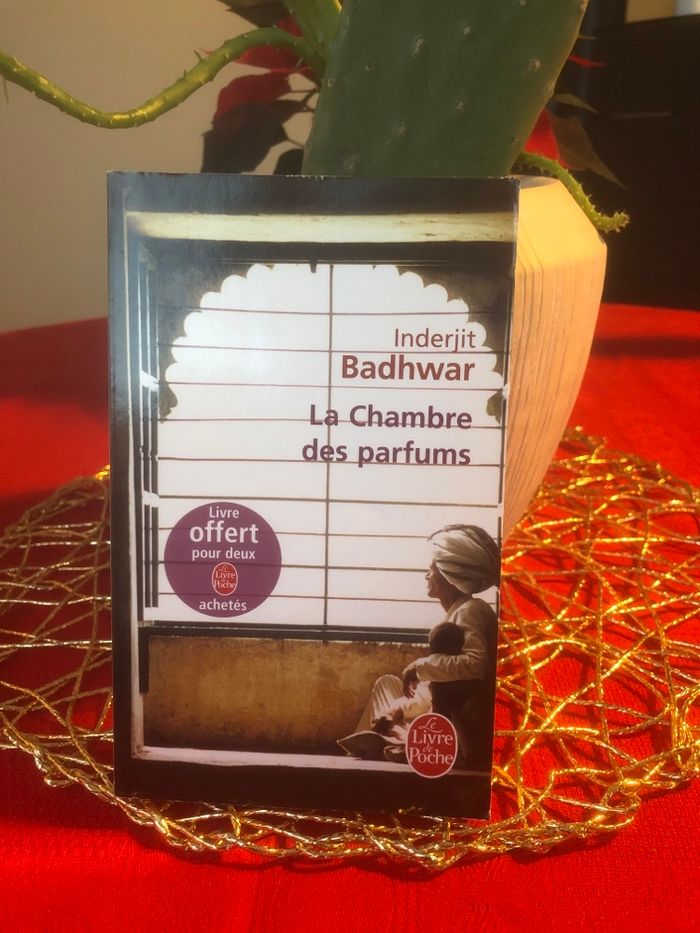 Inderjit
Badhwar
La Chambre
des parfums
Livre
offert
pour deux
Le
Livre
de
Poche
achetés
Le
Livre
de
Poche